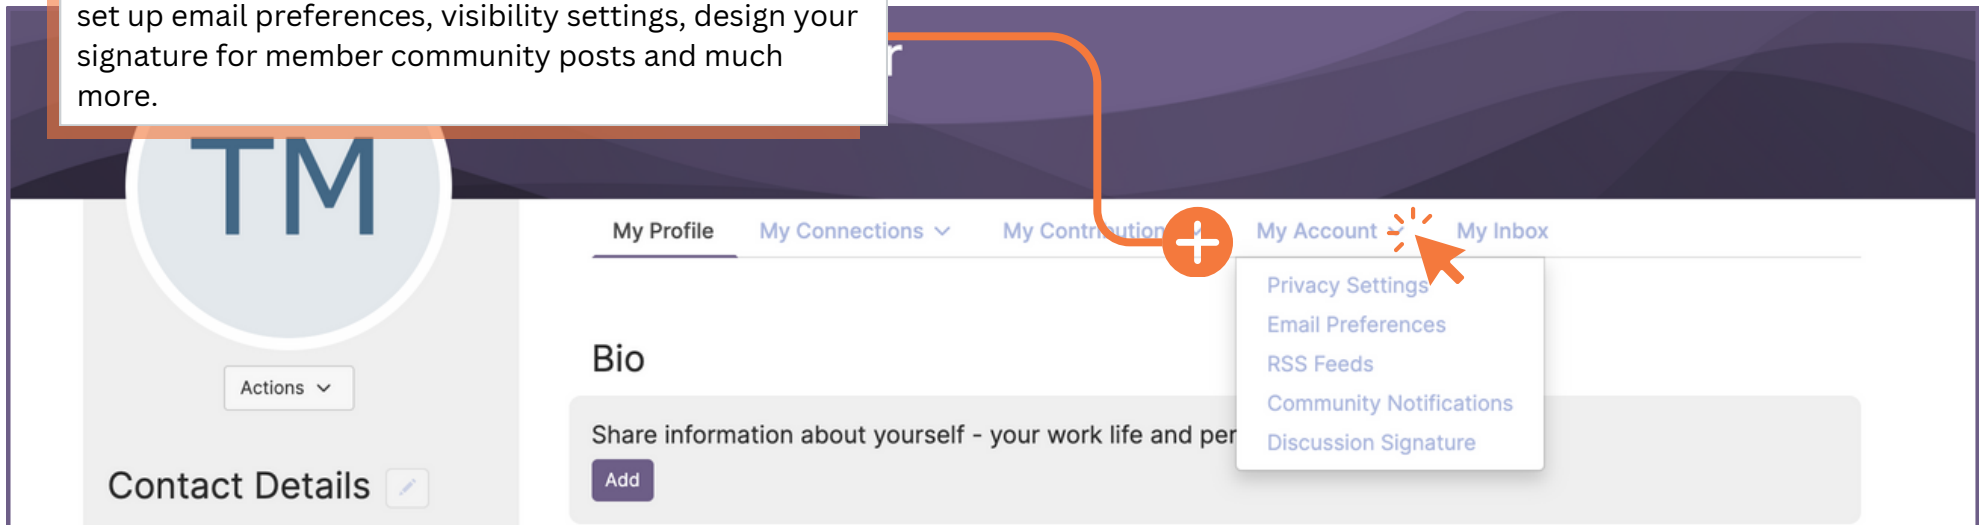 set up email preferences, visibility settings, design your
signature for member community posts and much
more.
r
TM
My Profile My Connections My Contribution My Account My Inbox
Privacy Settings
Email Preferences
RSS Feeds
Community Notifications
Discussion Signature
Actions
Contact Details
Bio
Share information about yourself - your work life and per
Add